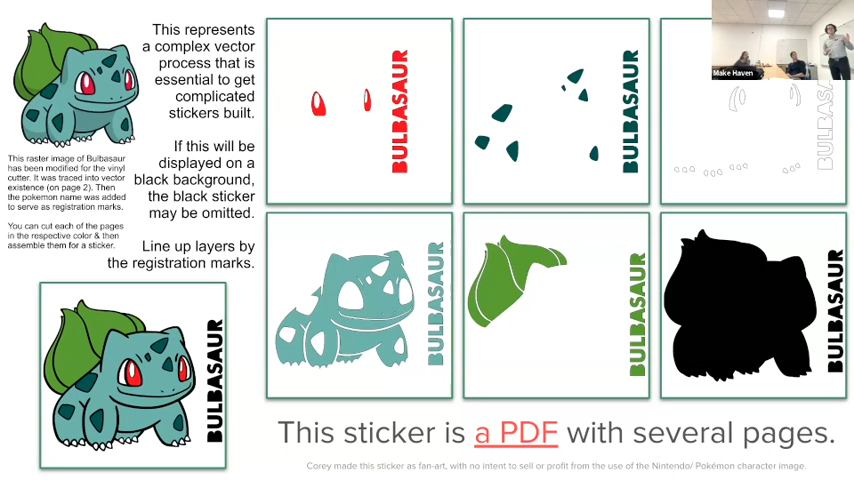 This represents
a complex vector
process that is
essential to get
complicated
stickers built.
If this will be
displayed on a
black background,
the black sticker
may be omitted.
Line up layers by
the registration marks.
This raster image of Bulbasaur
has been modified for the vinyl
cutter. It was traced into vector
existence (on page 2). Then
the pokemon name was added
to serve as registration marks.
You can cut each of the pages
in the respective color & then
assemble them for a sticker.
BULBASAUR
BULBASAUR
BULBASAUR
Make Haven
BULBASAUR
BULBASAUR
BULBASAUR
BULBASAUR
This sticker is a PDF with several pages.
Corey made this sticker as fan-art, with no intent to sell or profit from the use of the Nintendo/ Pokémon character image.